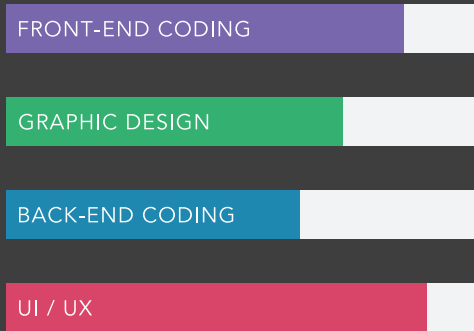 FRONT-END CODING
GRAPHIC DESIGN
BACK-END CODING
UI / UX